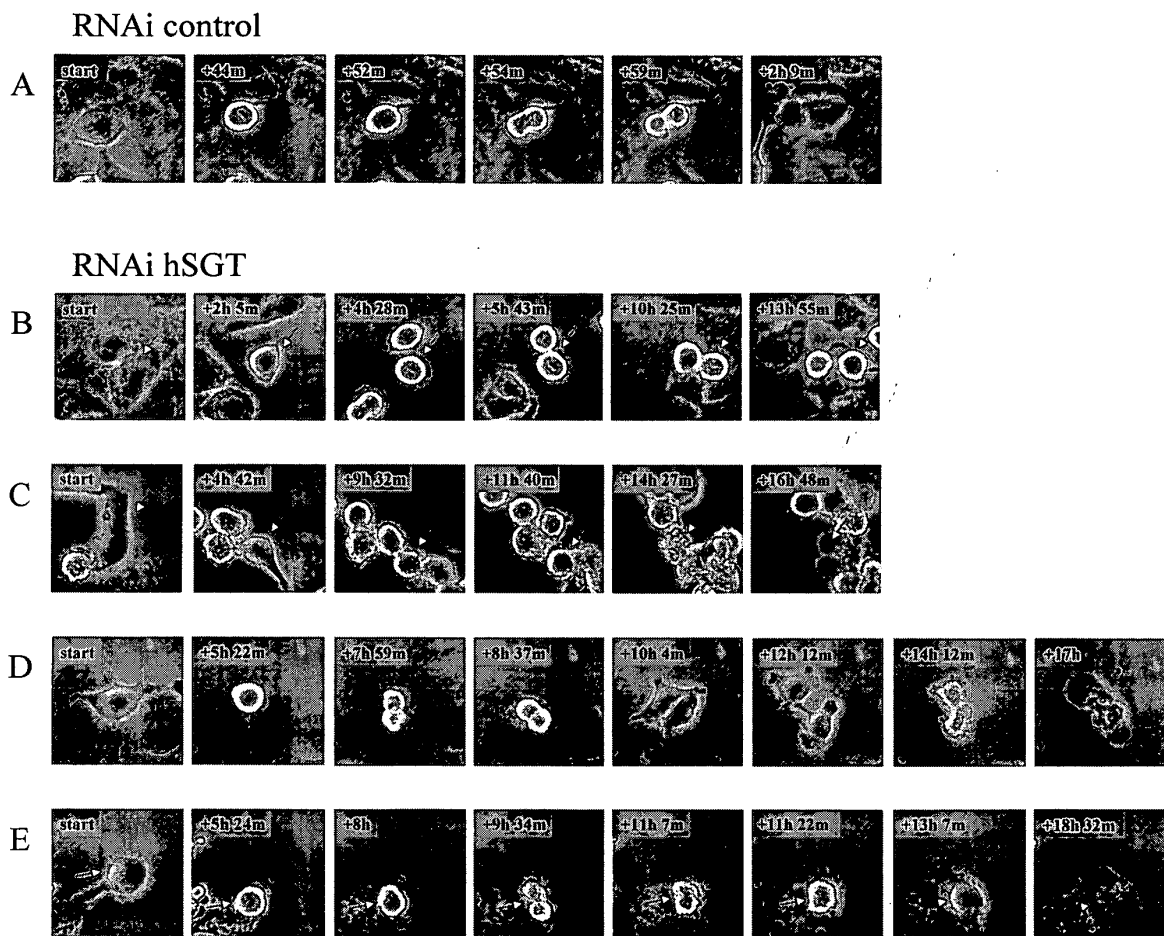 RNAi control
A
start +44m +52m +54m +59m +2h 9m
RNAi hSGT
B
start +2h 5m +4h 28m +5h 43m +10h 25m +13h 55m
C
start +4h 42m +9h 32m +11h 40m +14h 27m +16h 48m
D
start +5h 22m +7h 59m +8h 37m +10h 4m +12h 12m +14h 12m +17h
E
start +5h 24m +8h +9h 34m +11h 7m +11h 22m +13h 7m +18h 32m